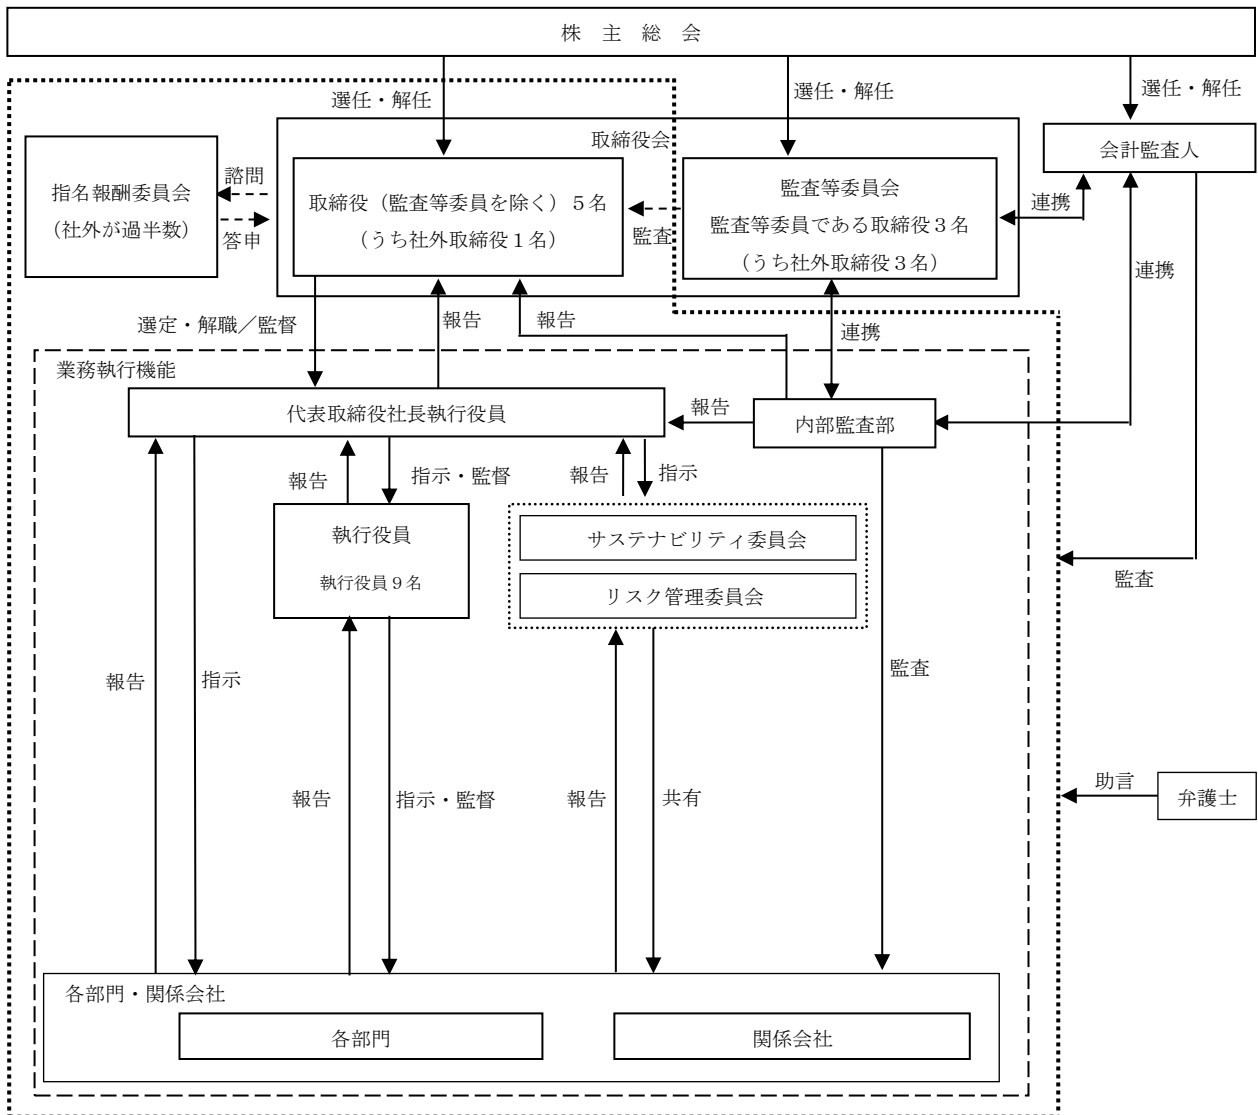 株　主　総　会
選任・解任
選任・解任
選任・解任
取締役会
会計監査人
指名報酬委員会
（社外が過半数）
諮問
答申
取締役（監査等委員を除く）５名
（うち社外取締役１名）
監査
監査等委員会
監査等委員である取締役３名
（うち社外取締役３名）
連携
連携
選定・解職／監督
報告
報告
連携
業務執行機能
代表取締役社長執行役員
報告
内部監査部
報告
指示・監督
報告
指示
執行役員
執行役員９名
サステナビリティ委員会
リスク管理委員会
監査
報告
指示
監査
報告
指示・監督
報告
共有
助言
弁護士
各部門・関係会社
各部門
関係会社